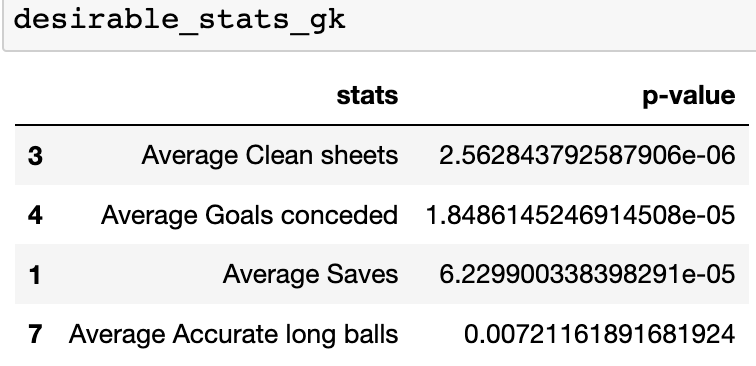 desirable_stats_gk
stats p-value
3 Average Clean sheets 2.562843792587906e-06
4 Average Goals conceded 1.8486145246914508e-05
1 Average Saves 6.229900338398291e-05
7 Average Accurate long balls 0.00721161891681924